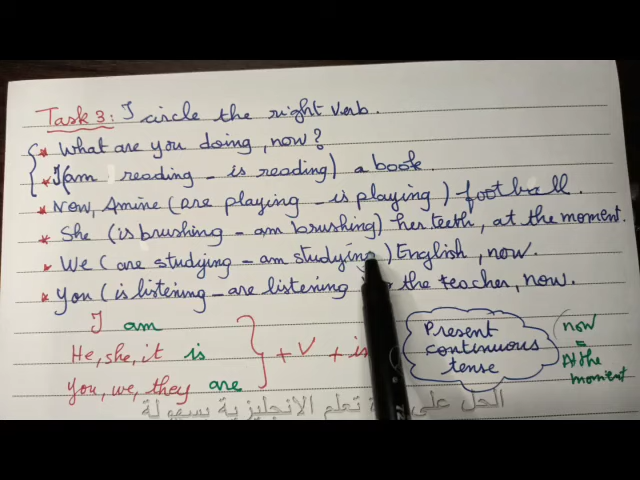 Task 3: I circle the right verb.
* What are you doing, now?
* I (am reading - is reading) a book.
* Now, Amine (are playing - is playing) football.
* She (is brushing - am brushing) her teeth, at the moment.
* We (are studying - am studying) English, now.
* You (is listening - are listening the teacher, now.
I am
He, she, it is
You, we, they are
+ V + i
Present continuous tense
now
=
At the moment
الحل على تعلم الانجليزية بسهولة